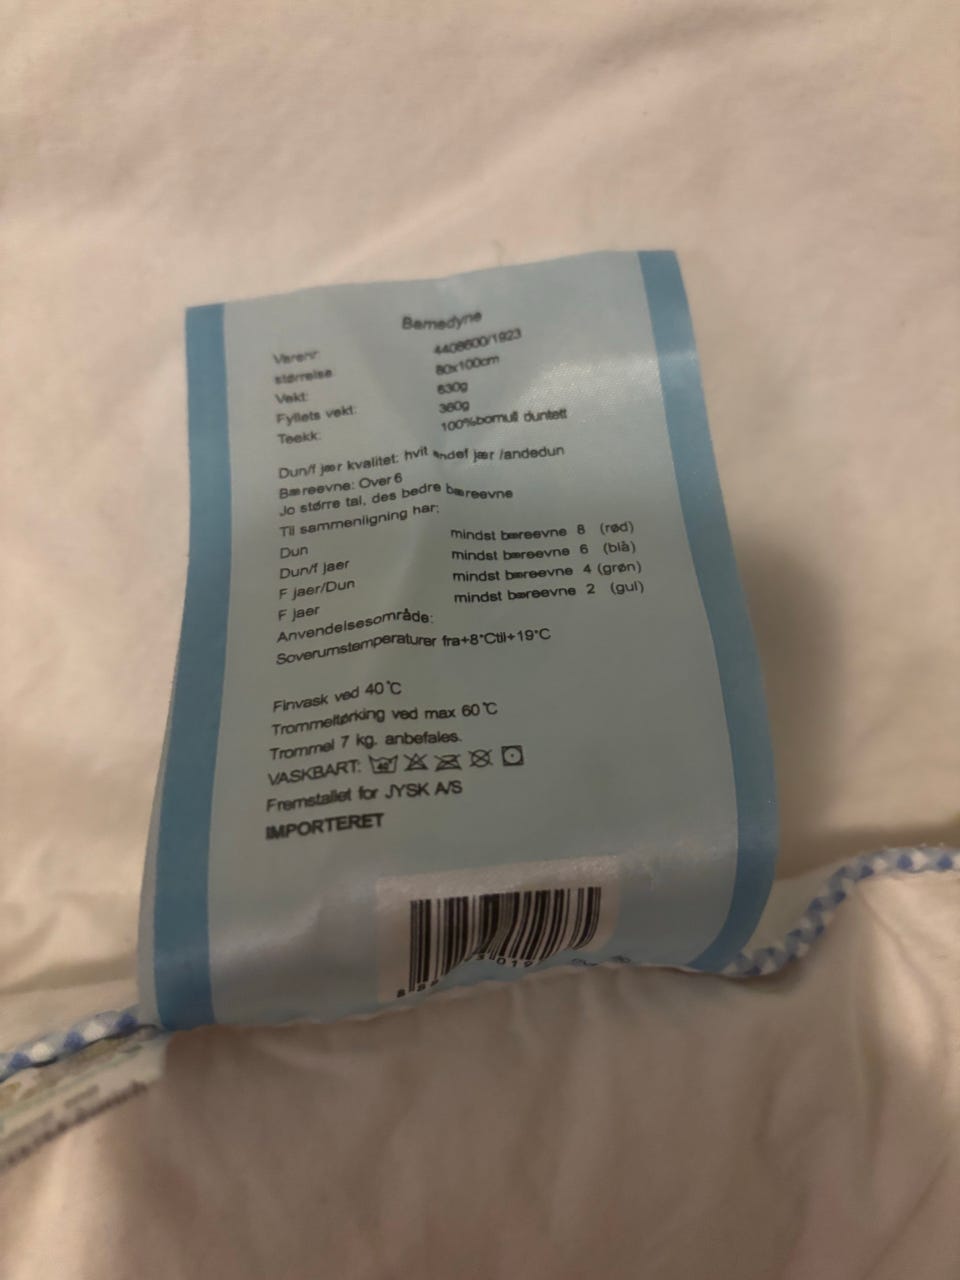 Barnedyne
Varenr 4408600/1923
størrelse 80x100cm
Vekt: 630g
Fyllets vekt: 360g
Teekk: 100%bomull duntett
Dun/f jær kvalitet: hvit andef jær /andedun
Bæreevne: Over 6
Jo større tal, des bedre bæreevne
Til sammenligning har:
Dun mindst bæreevne 8 (rød)
Dun/f Jaer mindst bæreevne 6 (blå)
F jaer/Dun mindst bæreevne 4 (grøn)
F jaer mindst bæreevne 2 (gul)
Anvendelsesområde:
Soverumstemperaturer fra+8°Ctil+19°C
Finvask ved 40°C
Trommeltørking ved max 60°C
Trommel 7 kg. anbefales.
VASKBART: 40
Fremstallet for JYSK A/S
IMPORTERET